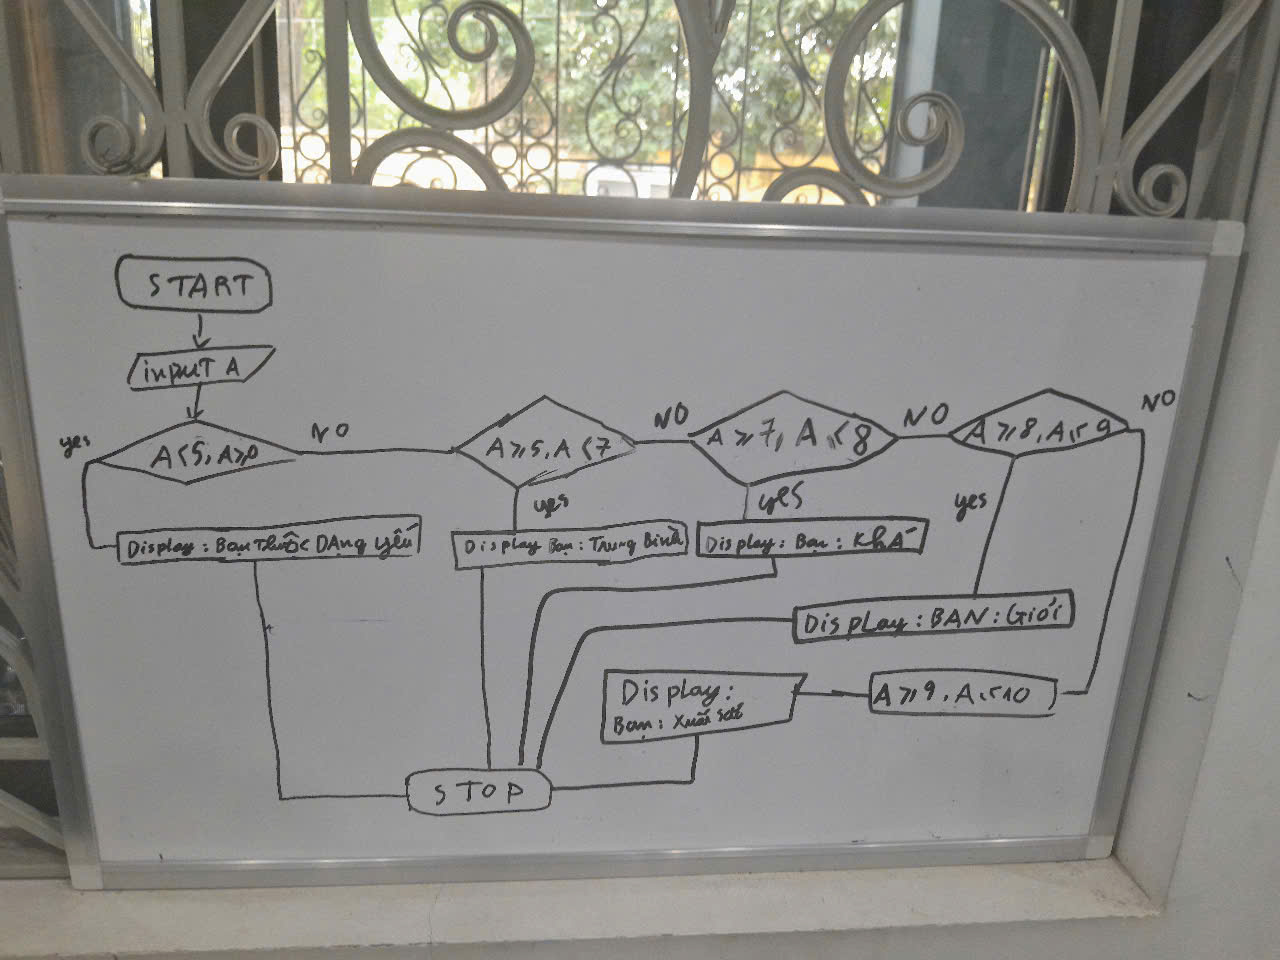 START
input A
yes
A<5, A≥0
NO
A≥5, A<7
NO
A≥7, A<8
NO
A≥8, A<9
NO
yes
yes
yes
Display: Bạn Thuộc Dạng Yếu
Display Bạn: Trung Bình
Display: Bạn: Khá
Display: BẠN: Giỏi
Display:
Bạn: Xuất sắc
A≥9, A≤10
STOP